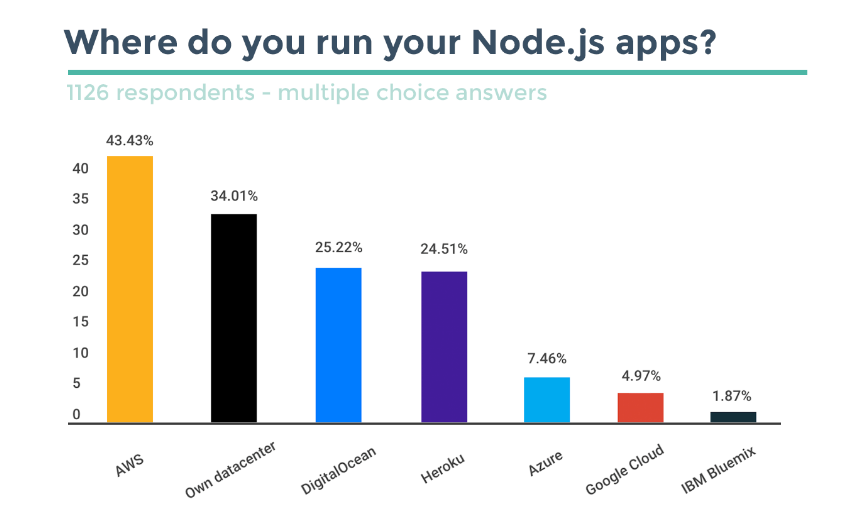 Where do you run your Node.js apps?
1126 respondents - multiple choice answers
43.43%
34.01%
25.22%
24.51%
7.46%
4.97%
1.87%
40
35
30
25
20
15
10
5
0
AWS
Own datacenter
DigitalOcean
Heroku
Azure
Google Cloud
IBM Bluemix